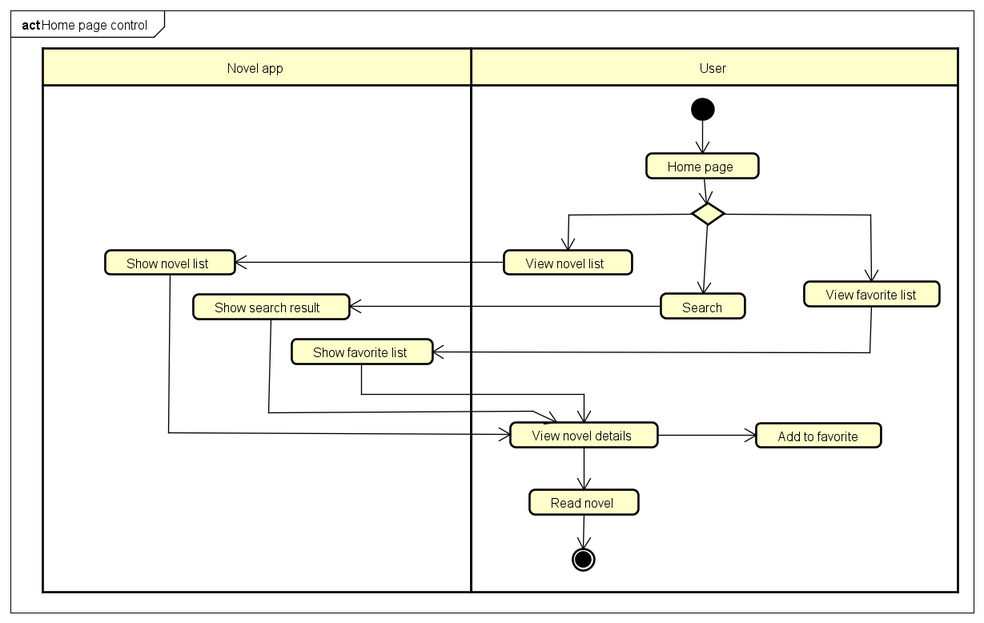 actHome page control
Novel app
User
Home page
Show novel list
View novel list
Show search result
Search
View favorite list
Show favorite list
View novel details
Add to favorite
Read novel